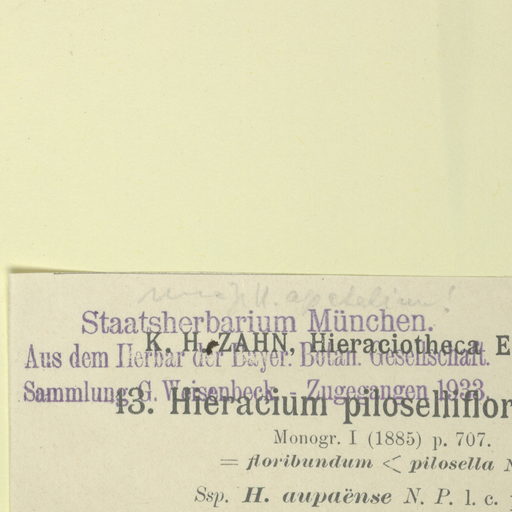 Staatsherbarium München.
K. H. ZAHN, Hieraciotheca E
Aus dem Herbar der Bayer. Botan. Gesellschaft.
Sammlung G. Weisenbeck - Zugegangen 1933.
13. Hieracium piloselliflor
Monogr. I (1885) p. 707.
= floribundum < pilosella N
Ssp. H. aupaënse N. P. l. c.